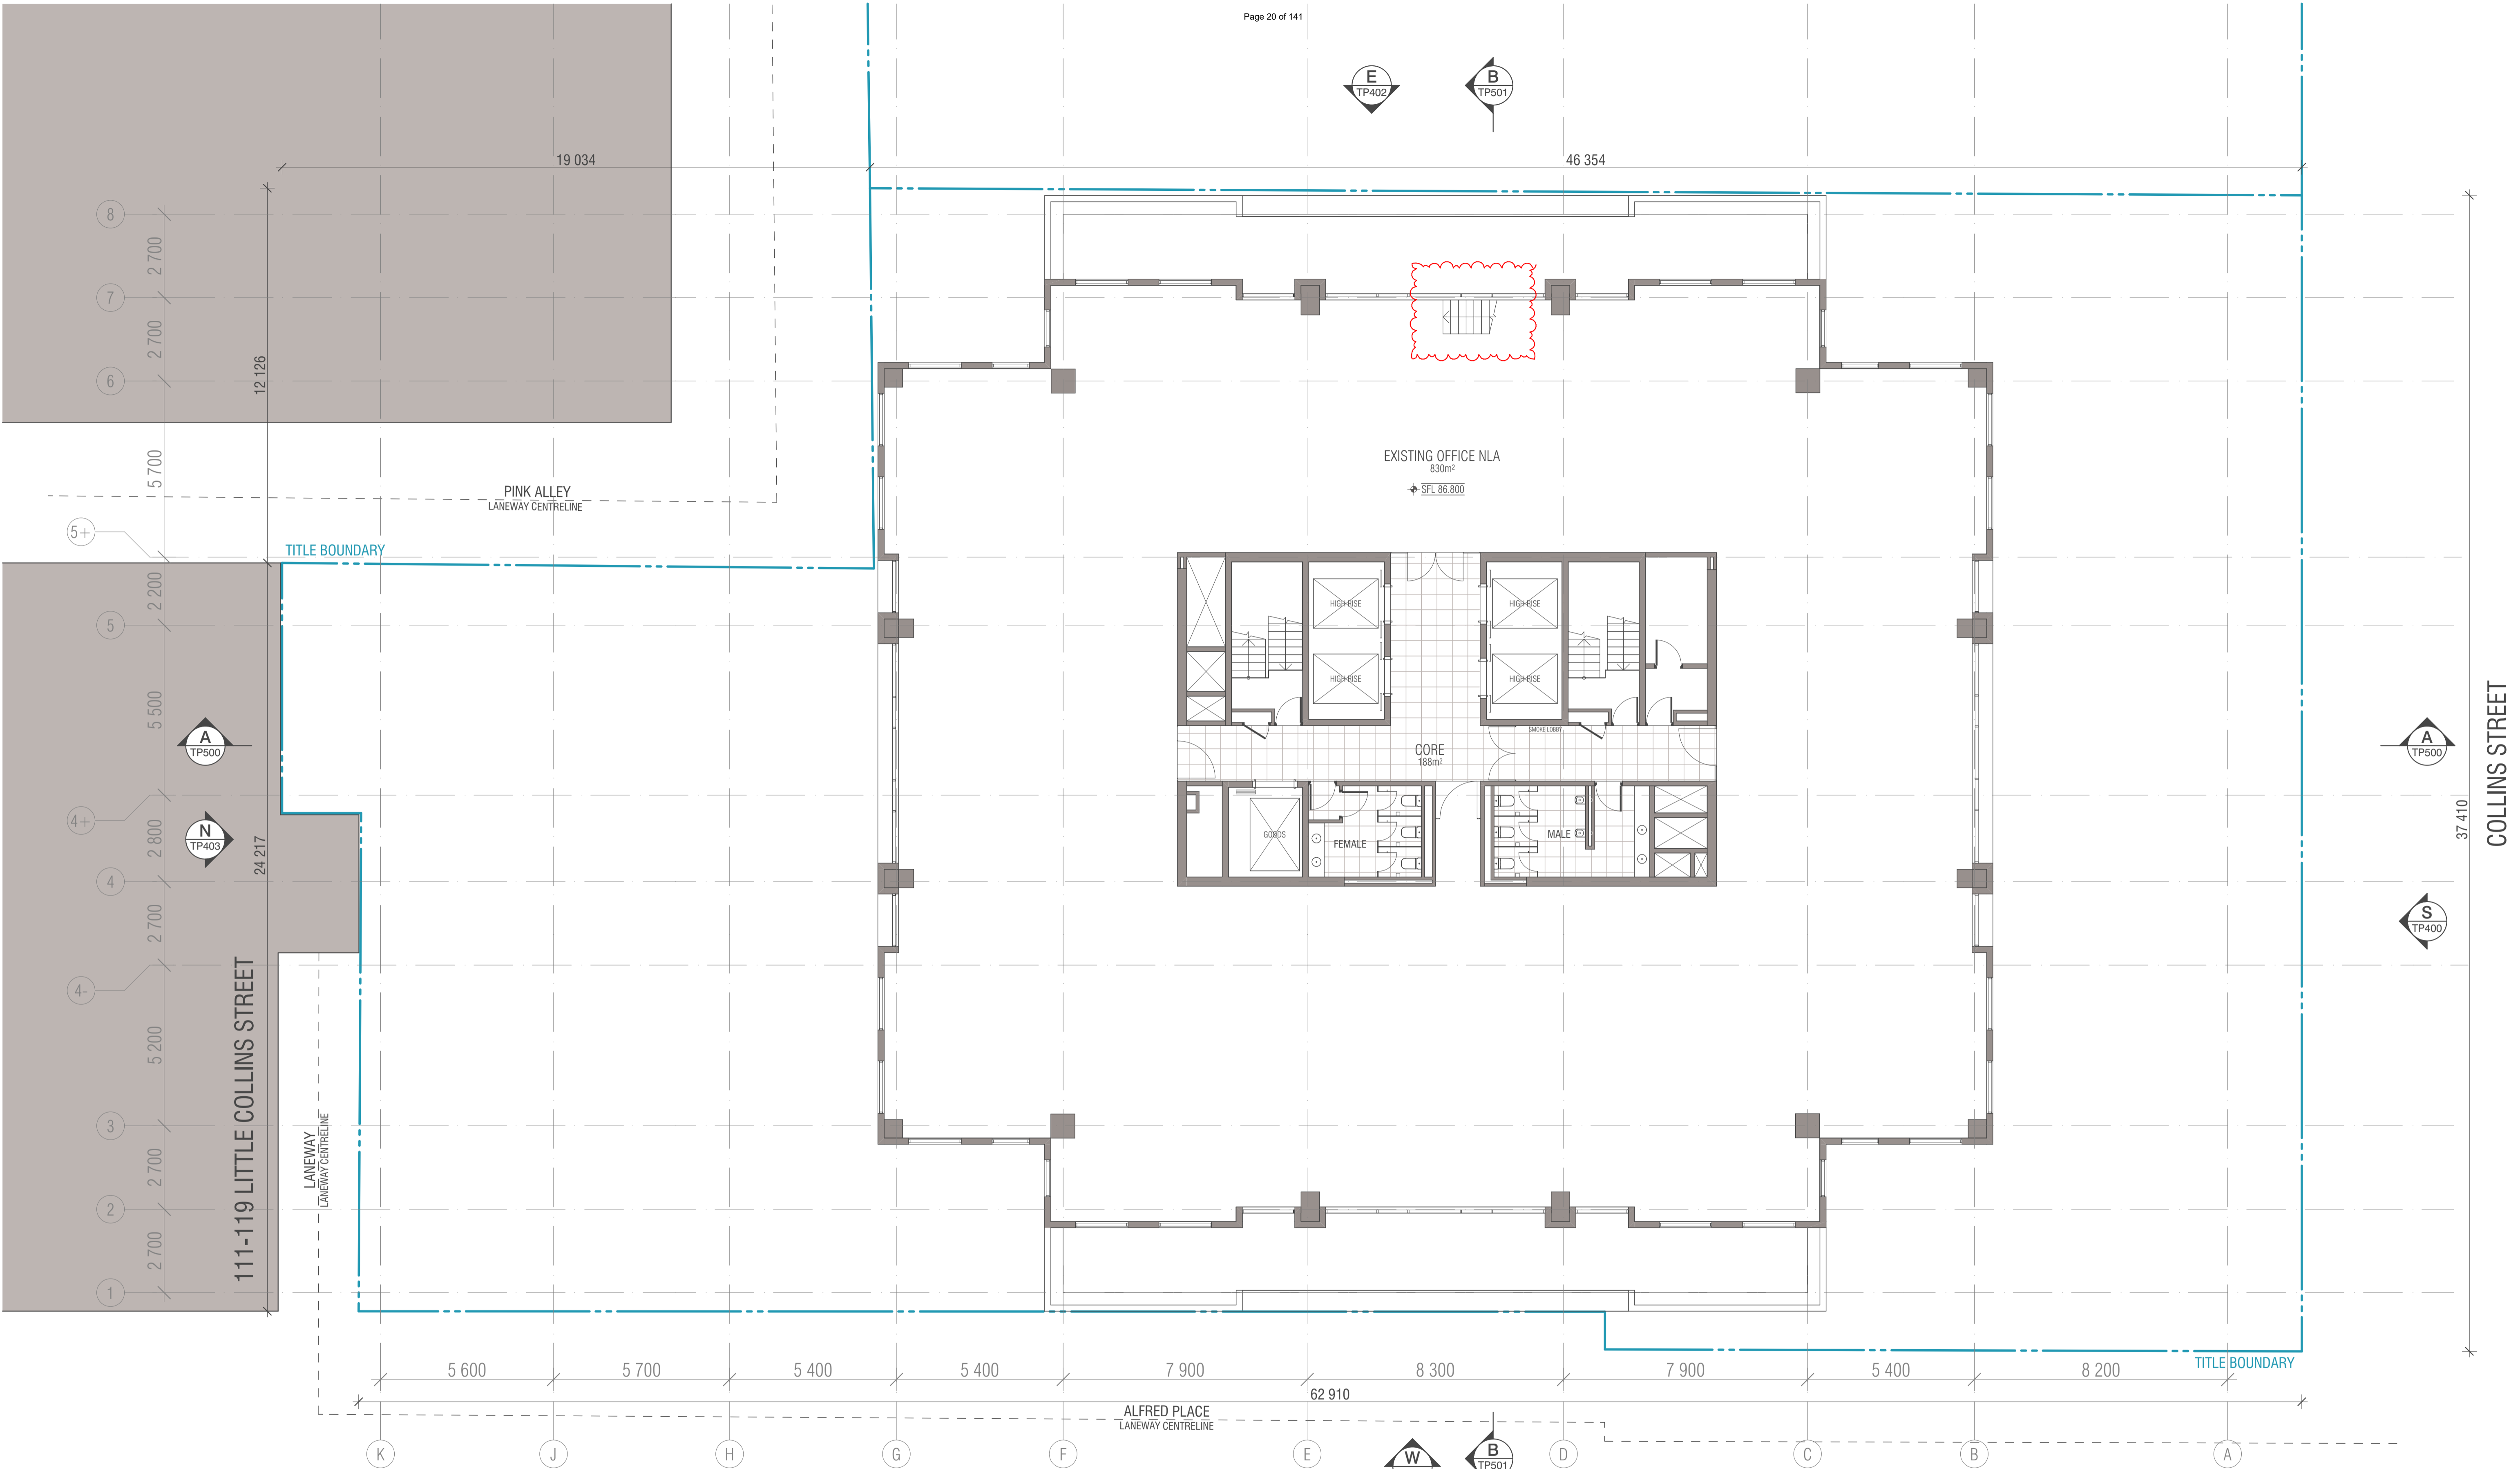 Page 20 of 141
E
TP402
B
TP501
19 034
46 354
8
2 700
7
2 700
12 126
6
EXISTING OFFICE NLA
830m²
5 700
SFL 86.800
PINK ALLEY
LANEWAY CENTRELINE
5+
TITLE BOUNDARY
2 200
HIGH RISE
HIGH RISE
5
HIGH RISE
HIGH RISE
5 500
COLLINS STREET
A
TP500
SMOKE LOBBY
CORE
188m²
A
TP500
4+
2 800
N
TP403
24 217
GOODS
FEMALE
MALE
37 410
4
2 700
S
TP400
4-
111-119 LITTLE COLLINS STREET
5 200
3
LANEWAY
LANEWAY CENTRELINE
2 700
2
2 700
1
5 600
5 700
5 400
5 400
7 900
8 300
7 900
5 400
8 200
TITLE BOUNDARY
62 910
ALFRED PLACE
LANEWAY CENTRELINE
K
J
H
G
F
E
W
B
TP501
D
C
B
A